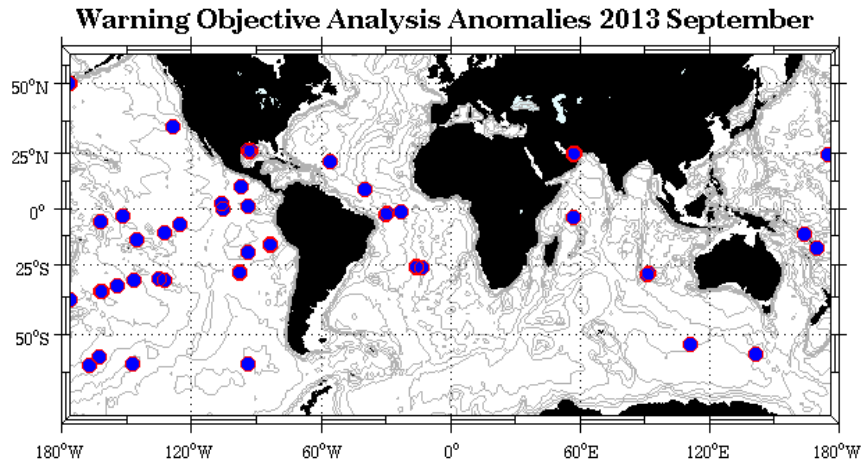 Warning Objective Analysis Anomalies 2013 September
50°N
25°N
0°
25°S
50°S
180°W 120°W 60°W 0° 60°E 120°E 180°W